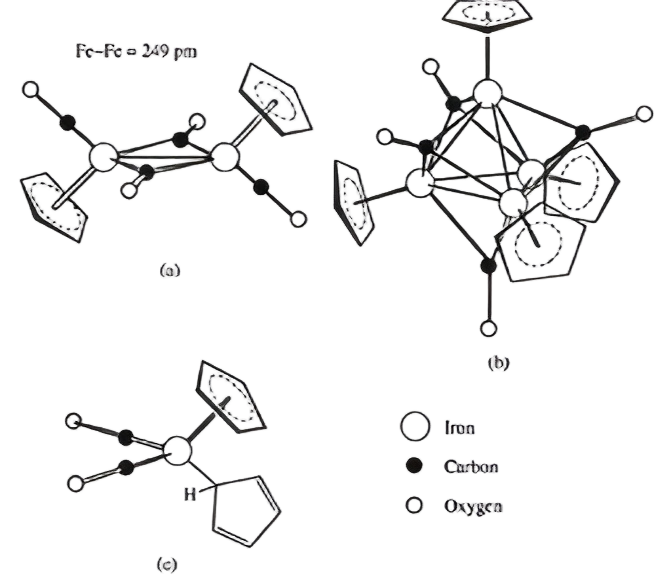 Fe–Fe = 249 pm
(a)
(b)
H
(c)
Iron
Carbon
Oxygen